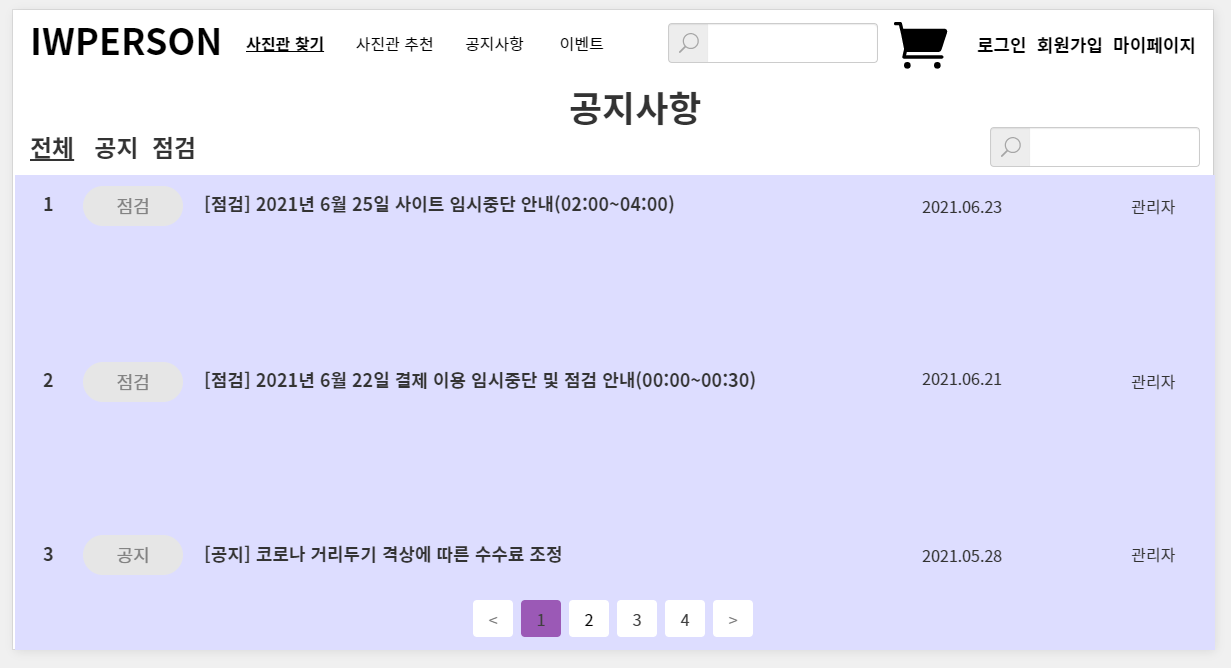 IWPERSON 사진관 찾기 사진관 추천 공지사항 이벤트 로그인 회원가입 마이페이지
공지사항
전체 공지 점검
1 점검 [점검] 2021년 6월 25일 사이트 임시중단 안내(02:00~04:00) 2021.06.23 관리자
2 점검 [점검] 2021년 6월 22일 결제 이용 임시중단 및 점검 안내(00:00~00:30) 2021.06.21 관리자
3 공지 [공지] 코로나 거리두기 격상에 따른 수수료 조정 2021.05.28 관리자
< 1 2 3 4 >